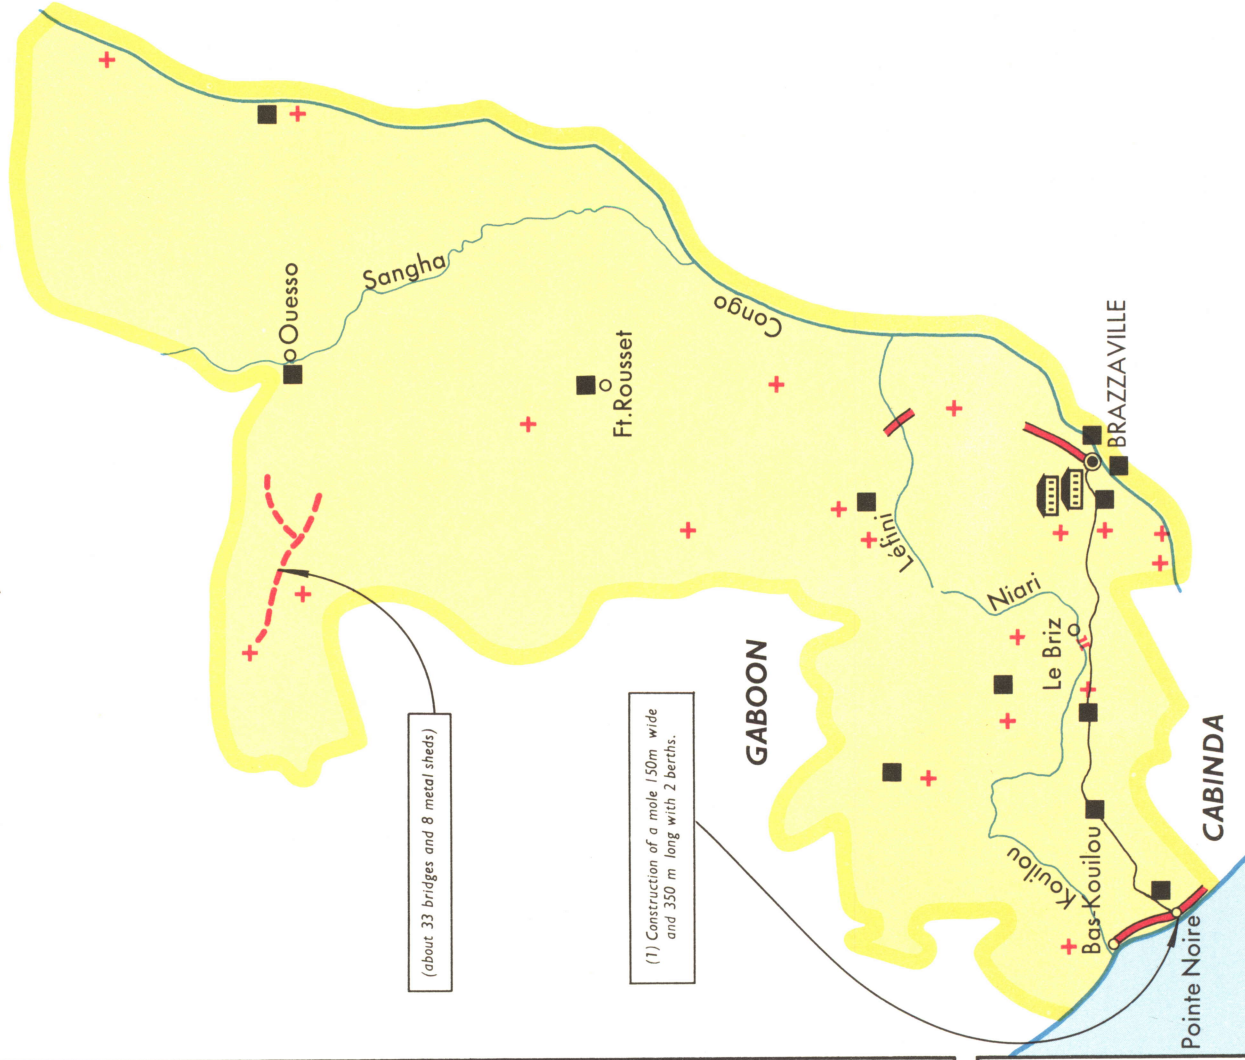 Ouesso
Sangha
(about 33 bridges and 8 metal sheds)
Ft. Rousset
Congo
(1) Construction of a mole 150m wide
and 350 m long with 2 berths.
Léfini
GABOON
Niari
Le Briz
BRAZZAVILLE
Kouilou
Bas-Kouilou
CABINDA
Pointe Noire